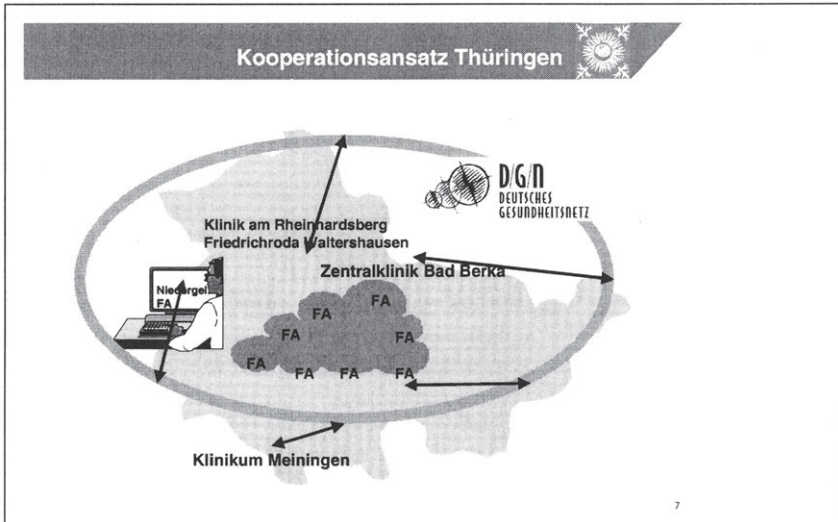 Kooperationsansatz Thüringen
D/G/N
DEUTSCHES
GESUNDHEITSNETZ
Klinik am Rheinhardsberg
Friedrichroda Waltershausen
Zentralklinik Bad Berka
Niedergel.
FA
FA
FA
FA
FA
FA
FA
FA
FA
Klinikum Meiningen
7